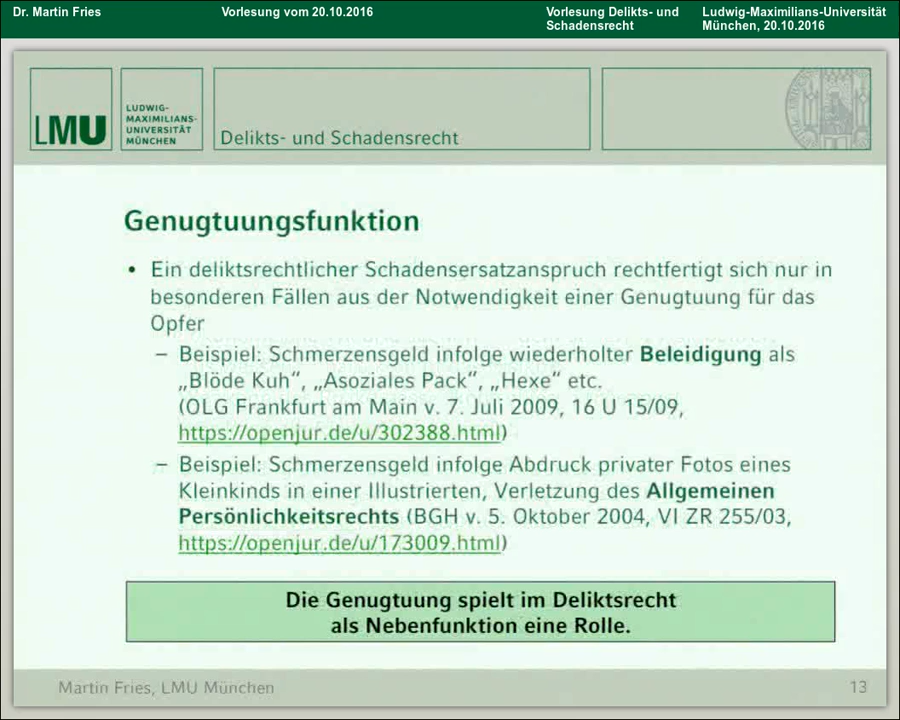 Dr. Martin Fries
Vorlesung vom 20.10.2016
Vorlesung Delikts- und
Schadensrecht
Ludwig-Maximilians-Universität
München, 20.10.2016
LMU
LUDWIG-
MAXIMILIANS-
UNIVERSITÄT
MÜNCHEN
Delikts- und Schadensrecht
Genugtuungsfunktion
• Ein deliktsrechtlicher Schadensersatzanspruch rechtfertigt sich nur in
besonderen Fällen aus der Notwendigkeit einer Genugtuung für das
Opfer
– Beispiel: Schmerzensgeld infolge wiederholter Beleidigung als
„Blöde Kuh“, „Asoziales Pack“, „Hexe“ etc.
(OLG Frankfurt am Main v. 7. Juli 2009, 16 U 15/09,
https://openjur.de/u/302388.html)
– Beispiel: Schmerzensgeld infolge Abdruck privater Fotos eines
Kleinkinds in einer Illustrierten, Verletzung des Allgemeinen
Persönlichkeitsrechts (BGH v. 5. Oktober 2004, VI ZR 255/03,
https://openjur.de/u/173009.html)
Die Genugtuung spielt im Deliktsrecht
als Nebenfunktion eine Rolle.
Martin Fries, LMU München
13